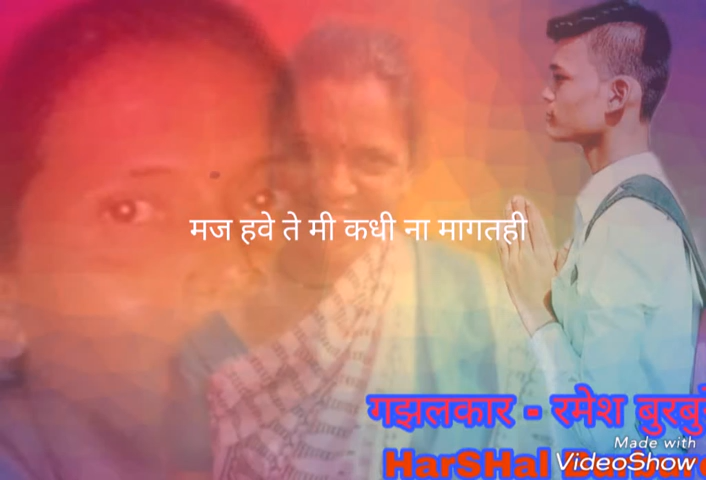 मज हवे ते मी कधी ना मागतही
गझलकार - रमेश
Made with
HarSHal
VideoShow